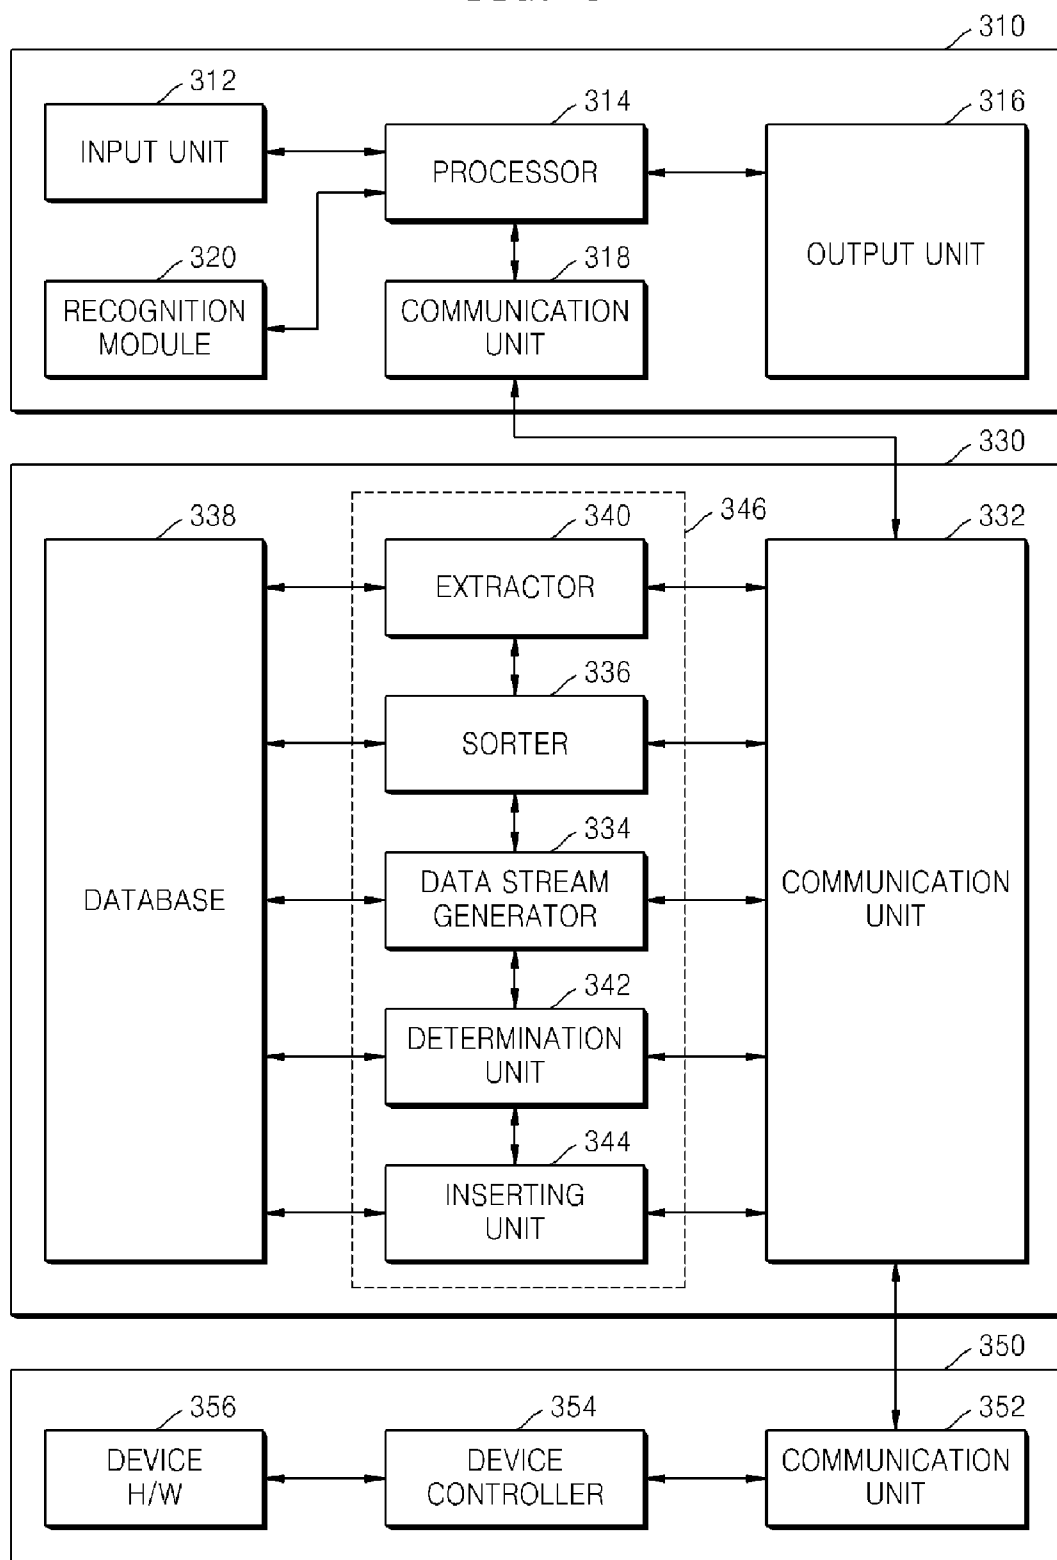 310
312
314
316
INPUT UNIT
PROCESSOR
OUTPUT UNIT
320
318
RECOGNITION
MODULE
COMMUNICATION
UNIT
330
338
340
346
332
EXTRACTOR
336
SORTER
334
DATABASE
DATA STREAM
GENERATOR
COMMUNICATION
UNIT
342
DETERMINATION
UNIT
344
INSERTING
UNIT
350
356
354
352
DEVICE
H/W
DEVICE
CONTROLLER
COMMUNICATION
UNIT